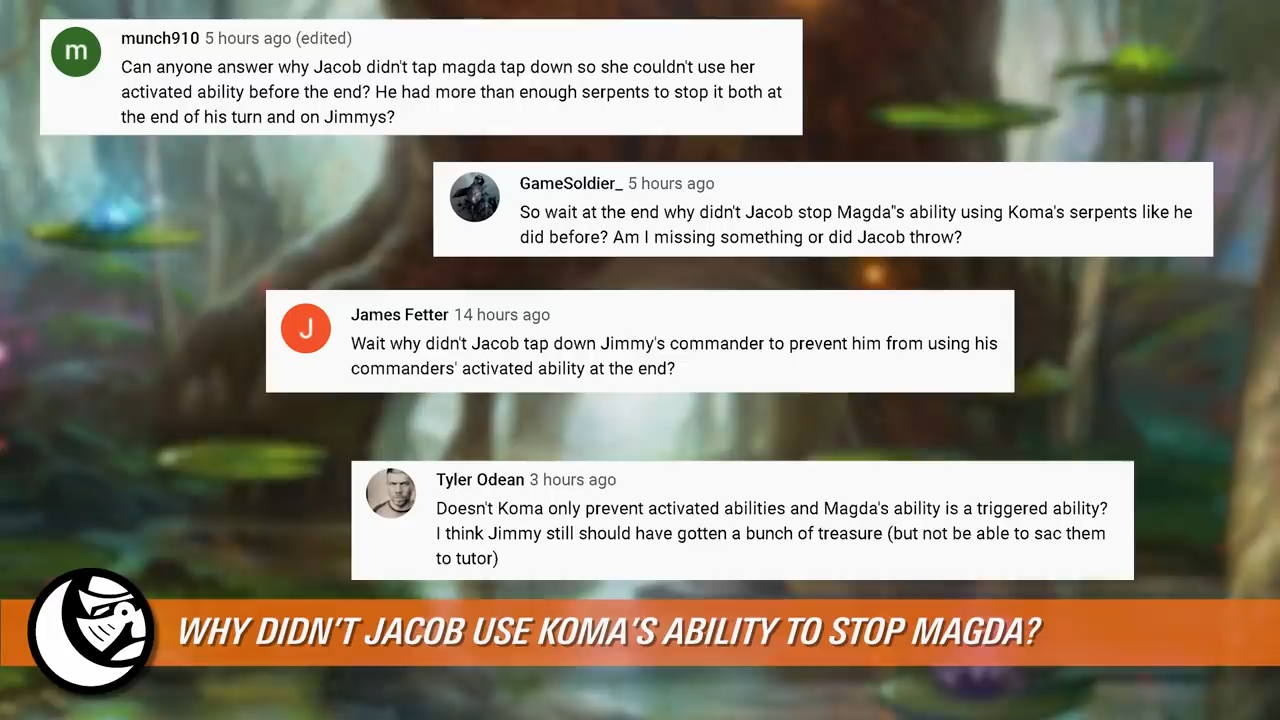 m
munch910 5 hours ago (edited)
Can anyone answer why Jacob didn't tap magda tap down so she couldn't use her
activated ability before the end? He had more than enough serpents to stop it both at
the end of his turn and on Jimmys?
GameSoldier_ 5 hours ago
So wait at the end why didn't Jacob stop Magda"s ability using Koma's serpents like he
did before? Am I missing something or did Jacob throw?
J
James Fetter 14 hours ago
Wait why didn't Jacob tap down Jimmy's commander to prevent him from using his
commanders' activated ability at the end?
Tyler Odean 3 hours ago
Doesn't Koma only prevent activated abilities and Magda's ability is a triggered ability?
I think Jimmy still should have gotten a bunch of treasure (but not be able to sac them
to tutor)
WHY DIDN'T JACOB USE KOMA'S ABILITY TO STOP MAGDA?